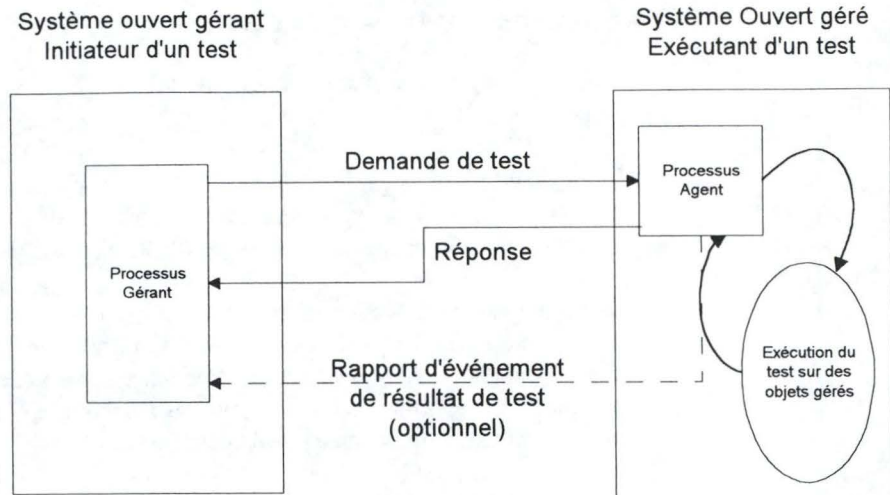 Système ouvert gérant
Initiateur d'un test
Système Ouvert géré
Exécutant d'un test
Demande de test
Processus
Agent
Réponse
Processus
Gérant
Rapport d'événement
de résultat de test
(optionnel)
Exécution du
test sur des
objets gérés